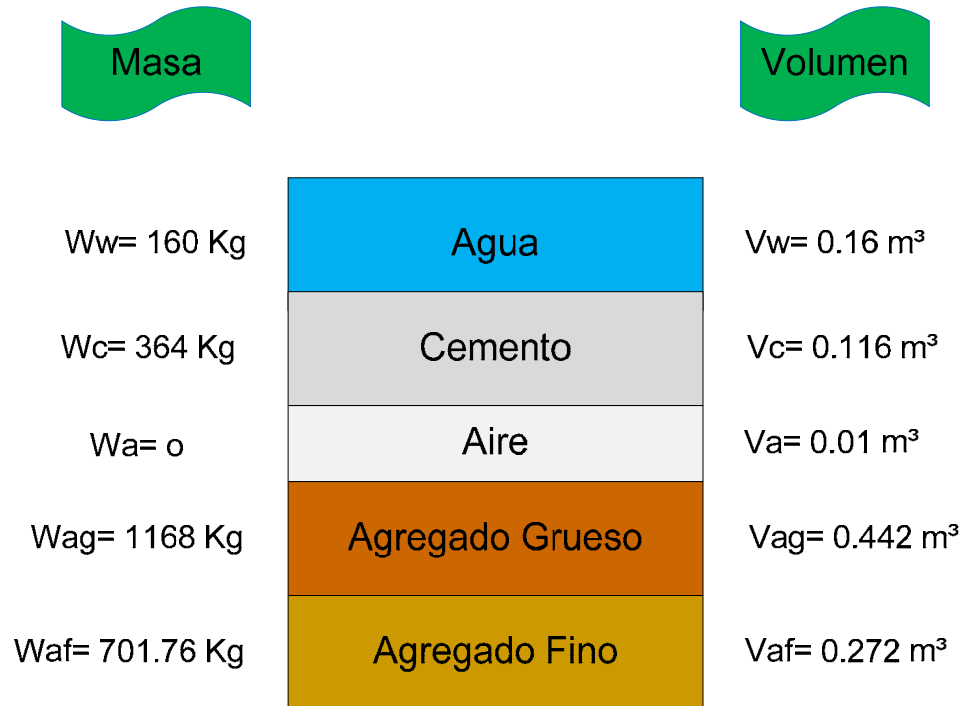 Masa
Volumen
Ww= 160 Kg
Agua
Vw= 0.16 m³
Wc= 364 Kg
Cemento
Vc= 0.116 m³
Wa= o
Aire
Va= 0.01 m³
Wag= 1168 Kg
Agregado Grueso
Vag= 0.442 m³
Waf= 701.76 Kg
Agregado Fino
Vaf= 0.272 m³